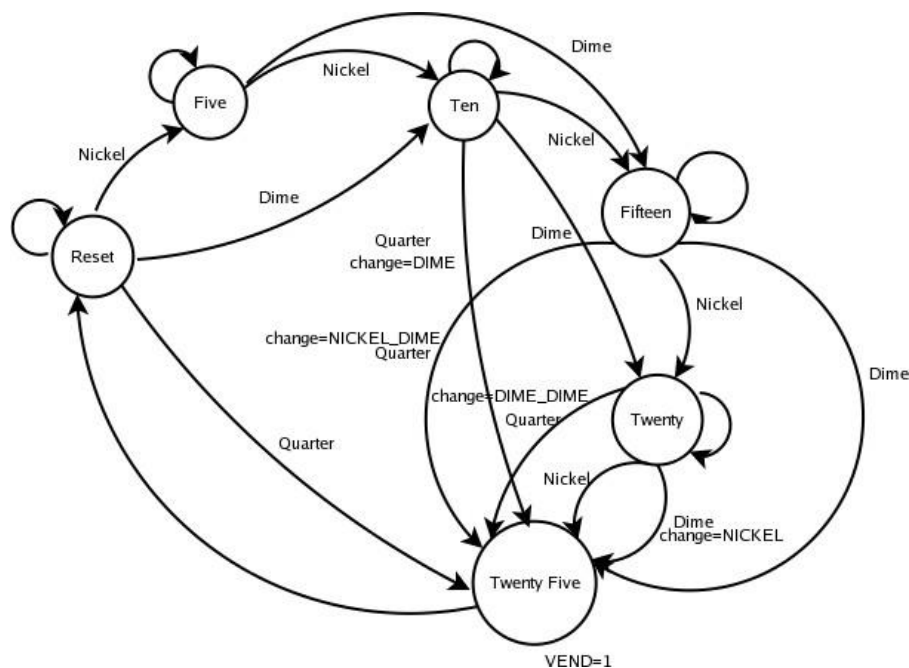 Dime
Nickel
Five
Ten
Nickel
Nickel
Dime
Fifteen
Reset
Quarter
change=DIME
Dime
Nickel
change=NICKEL_DIME
Quarter
Dime
change=DIME_DIME
Quarter
Twenty
Quarter
Nickel
Dime
change=NICKEL
Twenty Five
VEND=1